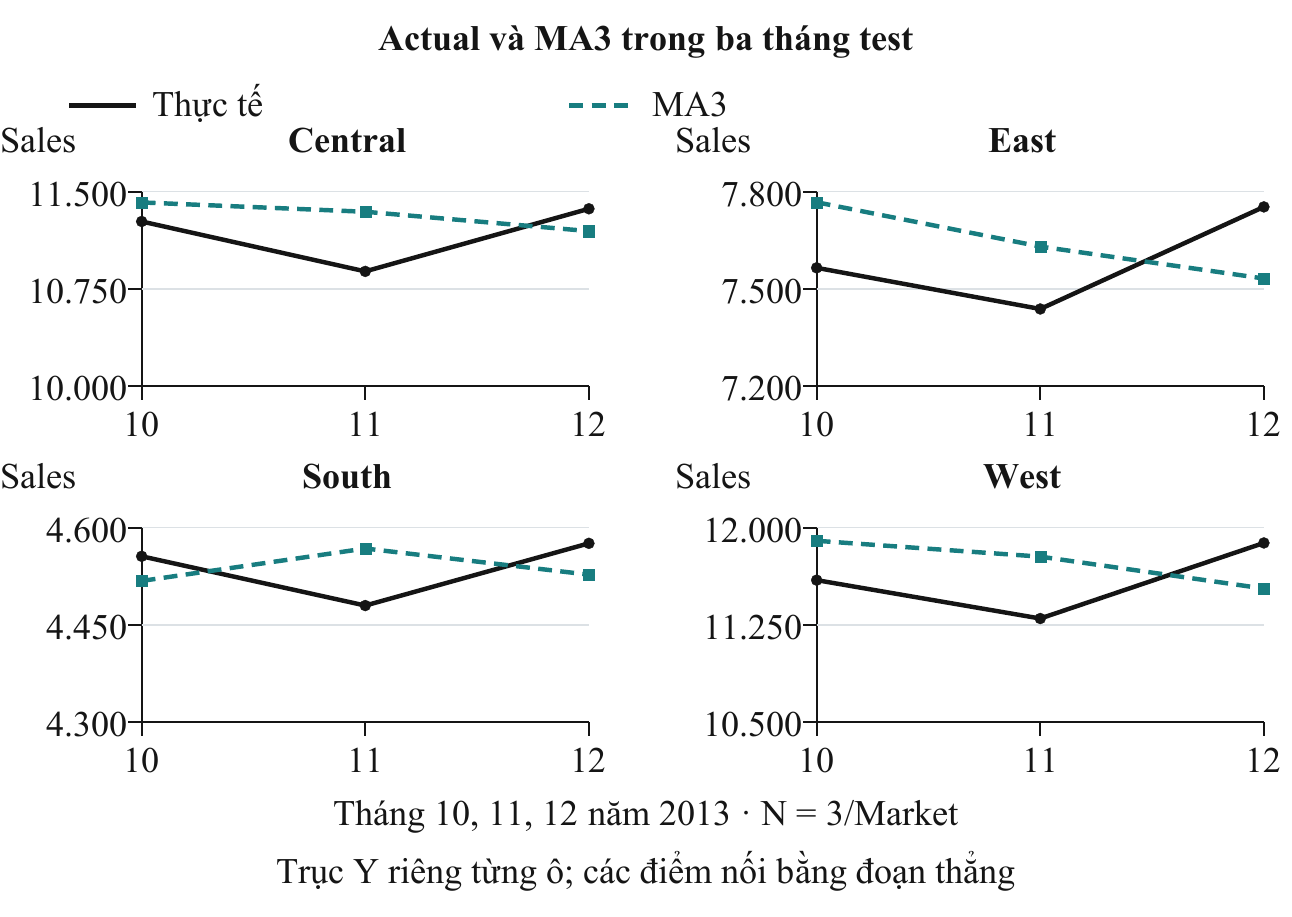 Actual và MA3 trong ba tháng test
Thực tế MA3
Sales Central
11.500
10.750
10.000
10 11 12
Sales East
7.800
7.500
7.200
10 11 12
Sales South
4.600
4.450
4.300
10 11 12
Sales West
12.000
11.250
10.500
10 11 12
Tháng 10, 11, 12 năm 2013 · N = 3/Market
Trục Y riêng từng ô; các điểm nối bằng đoạn thẳng